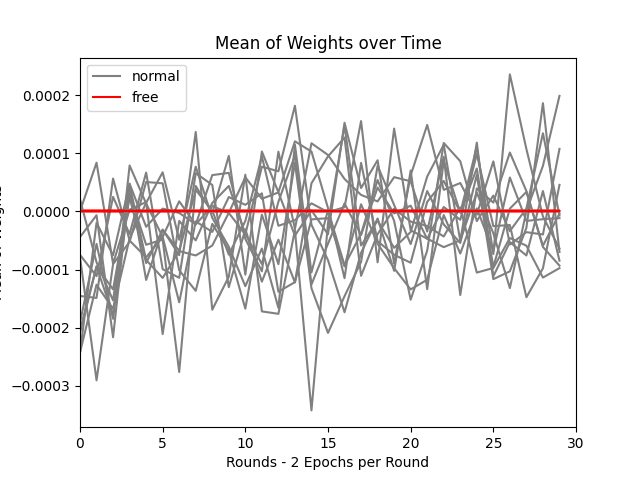 Mean of Weights over Time
normal
free
0.0002
0.0001
0.0000
−0.0001
−0.0002
−0.0003
0 5 10 15 20 25 30
Rounds - 2 Epochs per Round